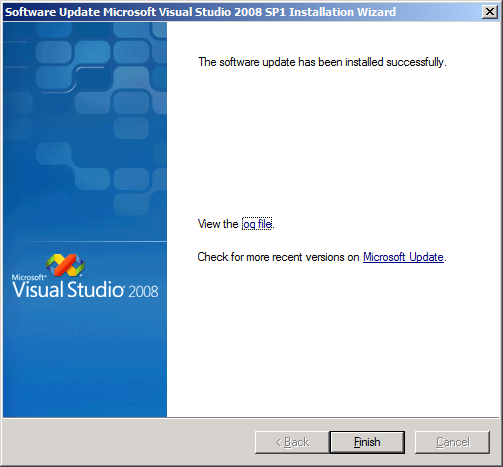 Software Update Microsoft Visual Studio 2008 SP1 Installation Wizard
The software update has been installed successfully.
View the og file.
Check for more recent versions on Microsoft Update.
Microsoft®
Visual Studio 2008
< Back
Finish
Cancel